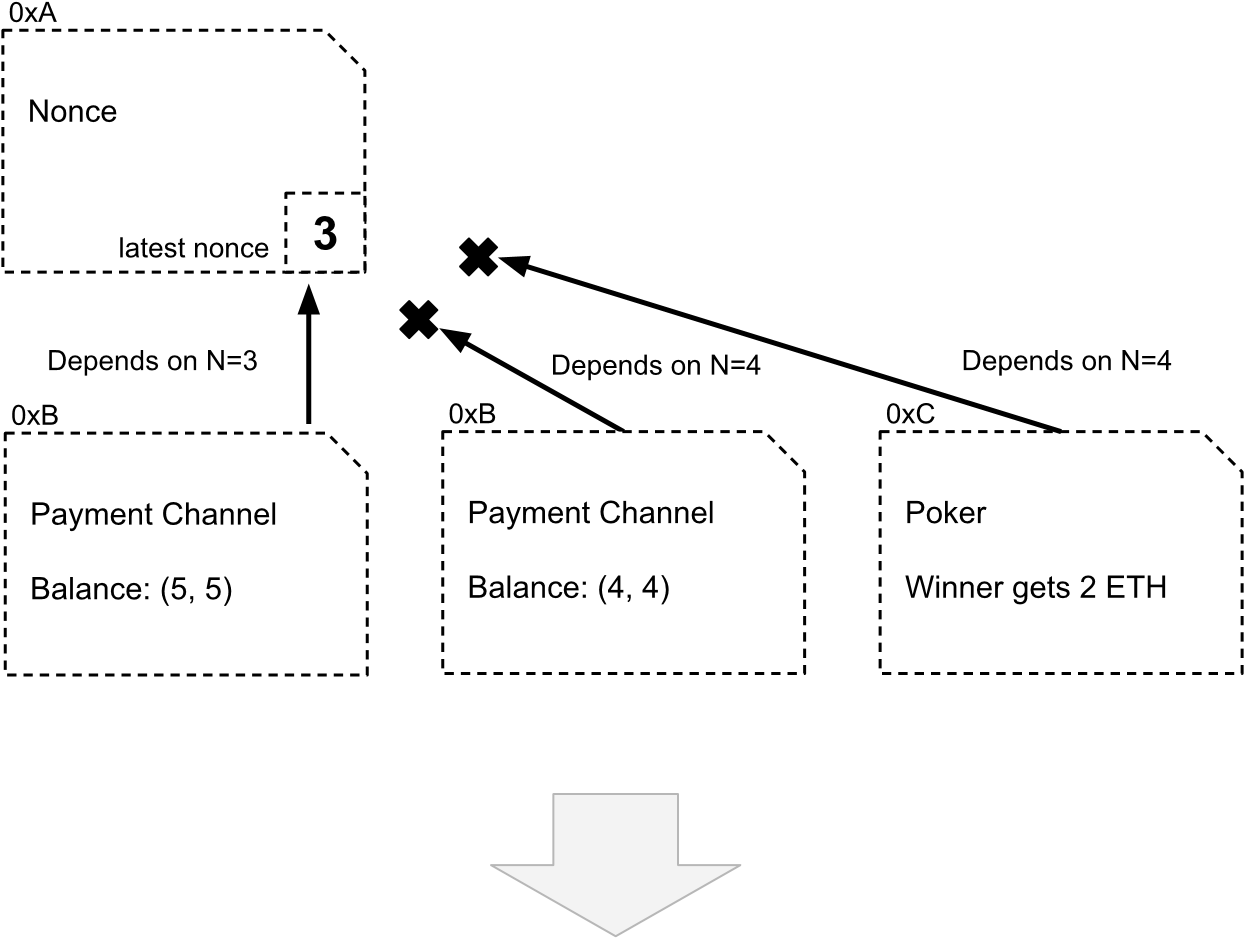 0xA
Nonce
latest nonce
3
Depends on N=3
Depends on N=4
Depends on N=4
0xB
0xB
0xC
Payment Channel
Balance: (5, 5)
Payment Channel
Balance: (4, 4)
Poker
Winner gets 2 ETH